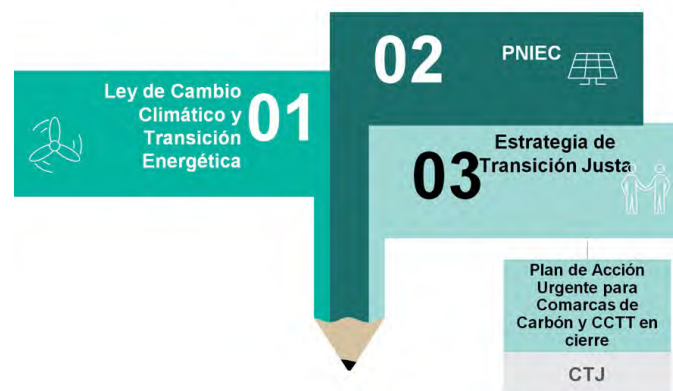 Ley de Cambio
Climático y
Transición
Energética
01
02
PNIEC
03
Estrategia de
Transición Justa
Plan de Acción
Urgente para
Comarcas de
Carbón y CCTT en
cierre
CTJ